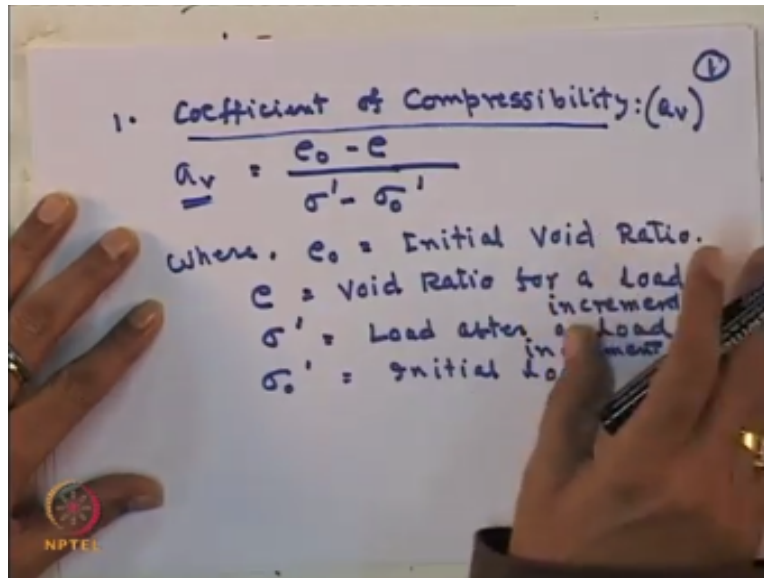 ①
1. Coefficient of Compressibility: (av)
av = e0 - e / σ' - σ0'
Where, e0 = Initial Void Ratio.
e = Void Ratio for a Load
increment
σ' = Load after a Load
increment
σ0' = Initial
NPTEL